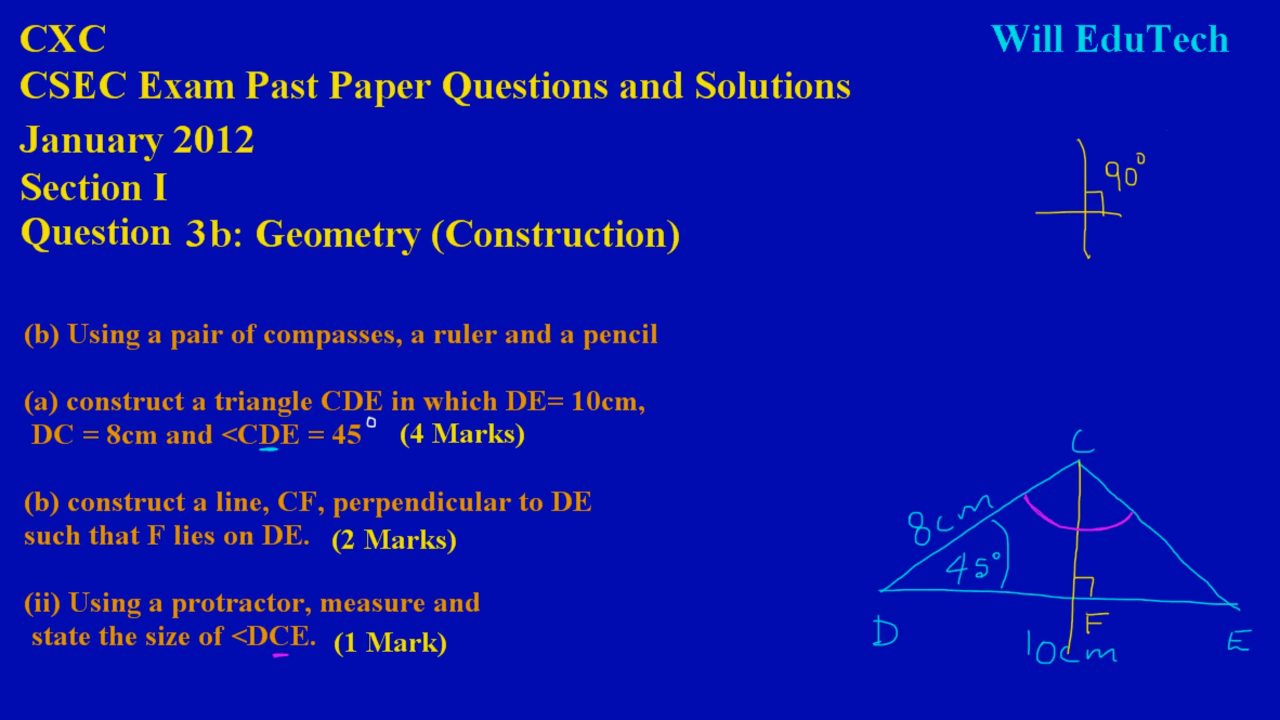 CXC
Will EduTech
CSEC Exam Past Paper Questions and Solutions
January 2012
Section I
Question 3b: Geometry (Construction)
90°
(b) Using a pair of compasses, a ruler and a pencil
(a) construct a triangle CDE in which DE= 10cm,
DC = 8cm and <CDE = 45° (4 Marks)
(b) construct a line, CF, perpendicular to DE
such that F lies on DE. (2 Marks)
(ii) Using a protractor, measure and
state the size of <DCE. (1 Mark)
C
8cm
45°
D
F
E
10cm